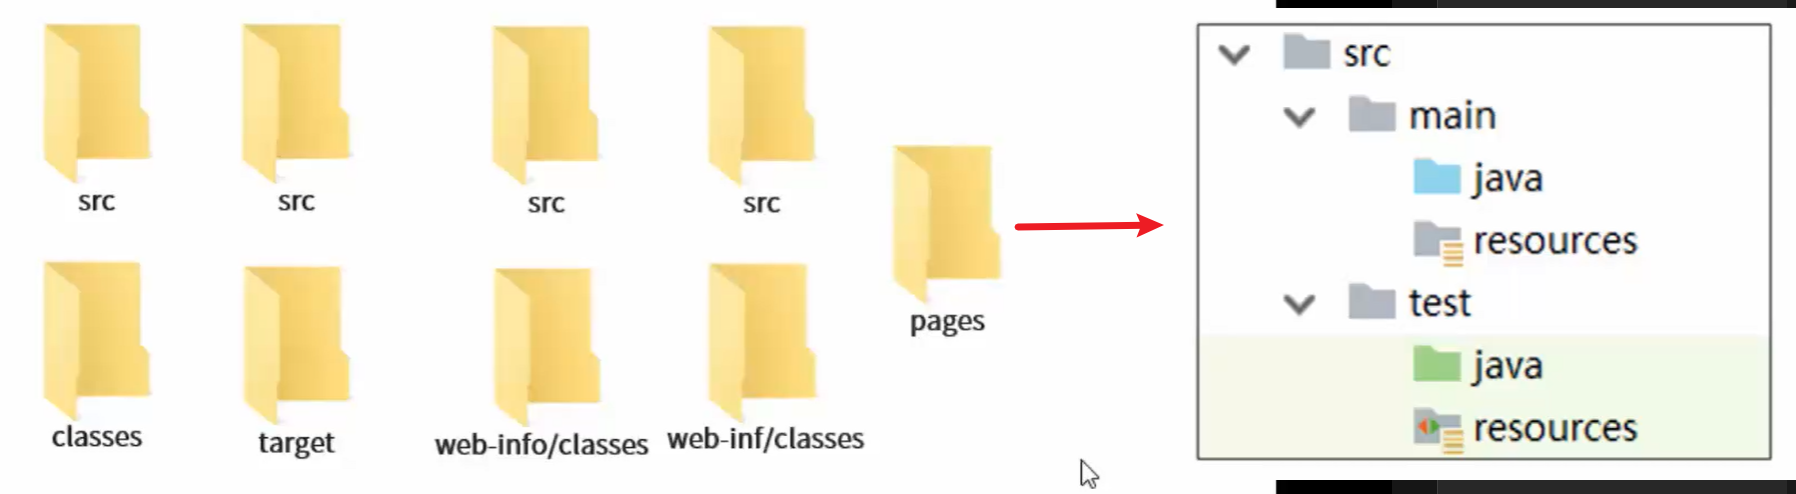 src
src
src
src
pages
classes
target
web-info/classes
web-inf/classes
src
main
java
resources
test
java
resources